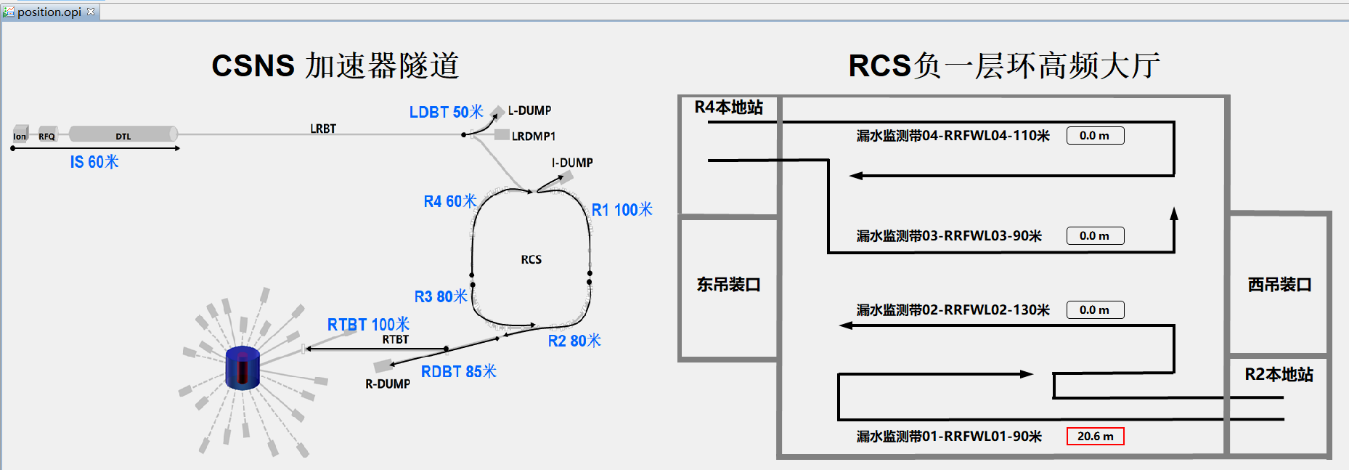 position.opi
CSNS 加速器隧道
LDBT 50米
L-DUMP
LRBT
LRDMP1
Ion
RFQ
DTL
IS 60米
I-DUMP
R4 60米
R1 100米
RCS
R3 80米
RTBT 100米
RTBT
R2 80米
RDBT 85米
R-DUMP
RCS负一层环高频大厅
R4本地站
漏水监测带04-RRFWL04-110米
0.0 m
漏水监测带03-RRFWL03-90米
0.0 m
东吊装口
西吊装口
漏水监测带02-RRFWL02-130米
0.0 m
R2本地站
漏水监测带01-RRFWL01-90米
20.6 m